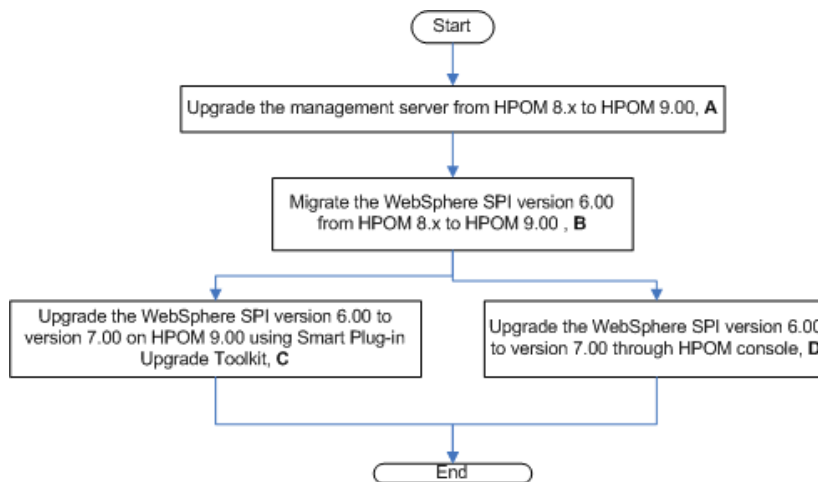 Start
Upgrade the management server from HPOM 8.x to HPOM 9.00, A
Migrate the WebSphere SPI version 6.00
from HPOM 8.x to HPOM 9.00 , B
Upgrade the WebSphere SPI version 6.00 to
version 7.00 on HPOM 9.00 using Smart Plug-in
Upgrade Toolkit, C
Upgrade the WebSphere SPI version 6.00
to version 7.00 through HPOM console, D
End